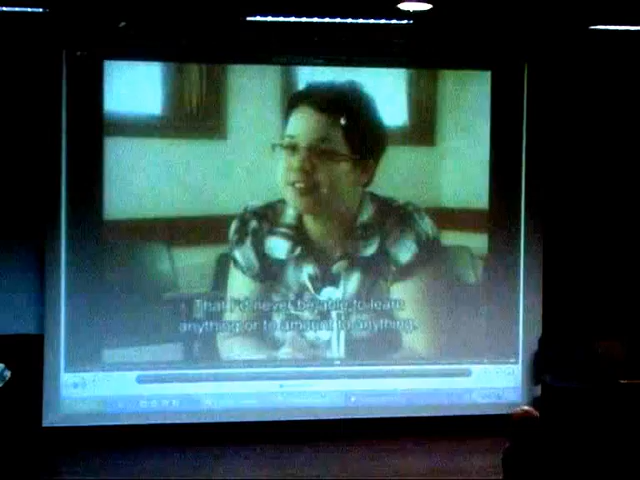 That I'd never be able to learn
anything or to amount to anything.